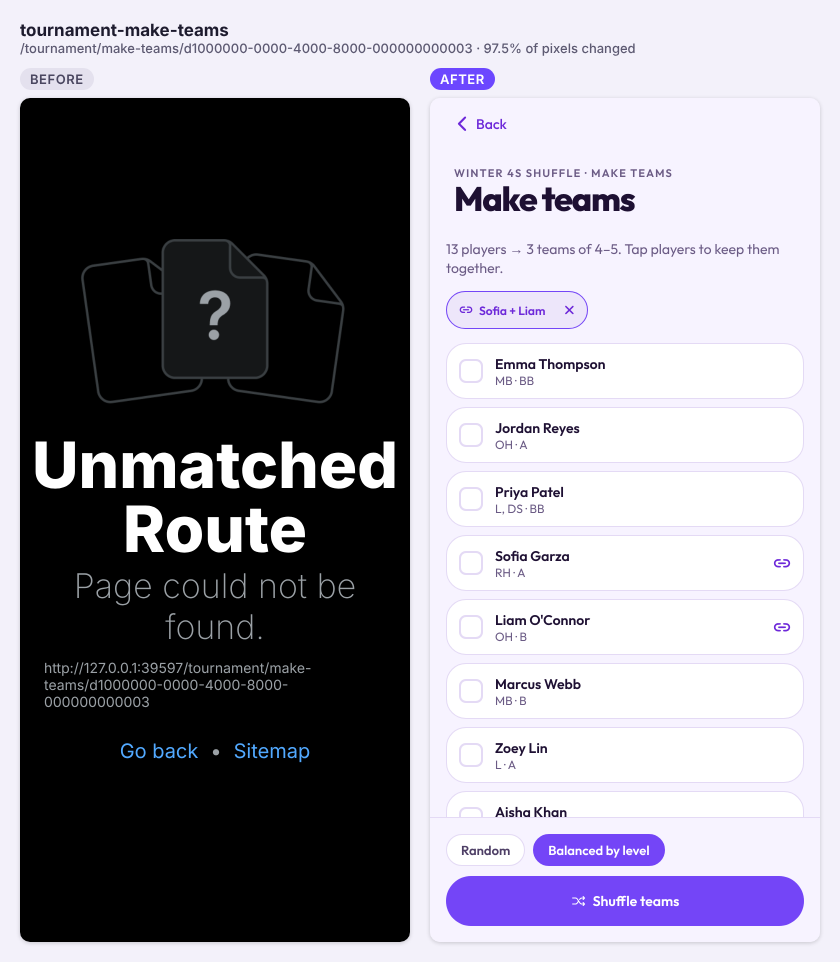 tournament-make-teams
/tournament/make-teams/d1000000-0000-4000-8000-000000000003 · 97.5% of pixels changed
BEFORE
?
Unmatched
Route
Page could not be
found.
http://127.0.0.1:39597/tournament/make-
teams/d1000000-0000-4000-8000-
000000000003
Go back • Sitemap
AFTER
Back
WINTER 4S SHUFFLE · MAKE TEAMS
Make teams
13 players → 3 teams of 4–5. Tap players to keep them
together.
Sofia + Liam
Emma Thompson
MB · BB
Jordan Reyes
OH · A
Priya Patel
L, DS · BB
Sofia Garza
RH · A
Liam O'Connor
OH · B
Marcus Webb
MB · B
Zoey Lin
L · A
Aisha Khan
Random
Balanced by level
Shuffle teams